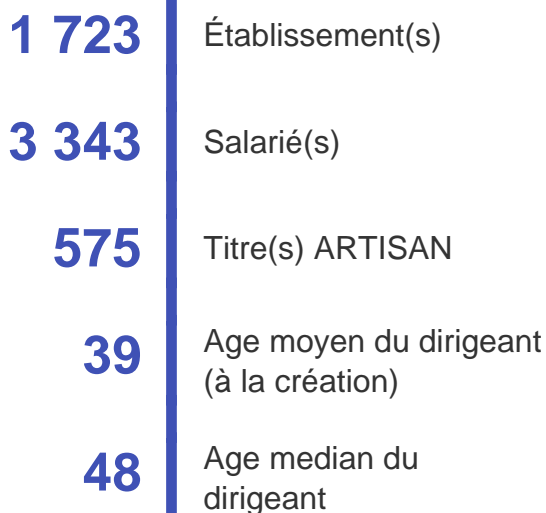 1 723 Établissement(s)
3 343 Salarié(s)
575 Titre(s) ARTISAN
39 Age moyen du dirigeant
(à la création)
48 Age median du
dirigeant